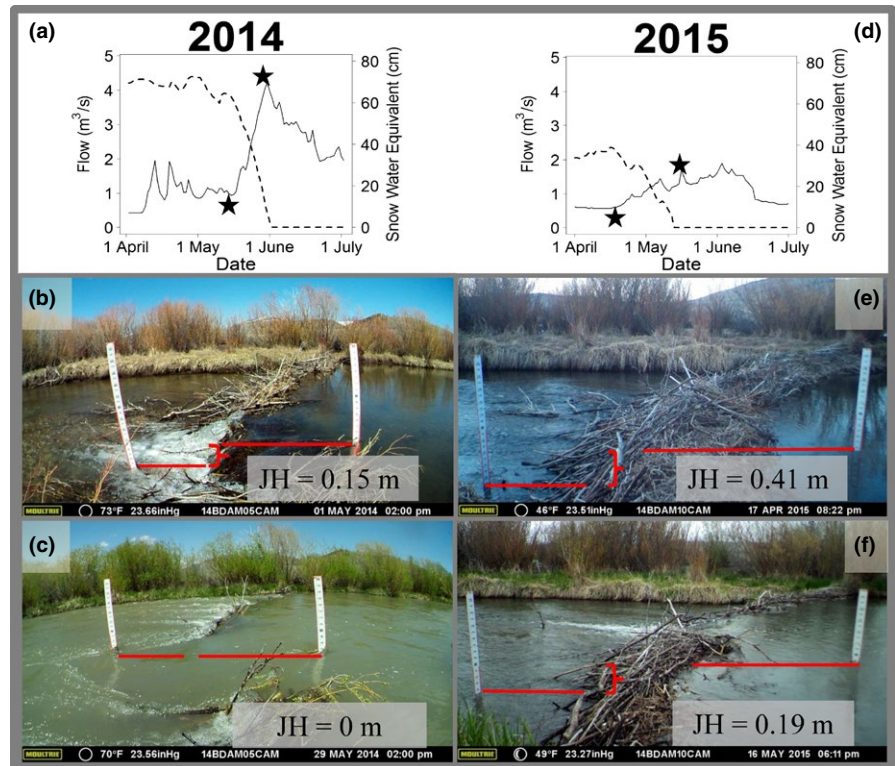 (a) 2014
5
4
3
2
1
0
Flow (m³/s)
80
60
40
20
0
Snow Water Equivalent (cm)
1 April 1 May 1 June 1 July
Date
2015 (d)
5
4
3
2
1
0
Flow (m³/s)
80
60
40
20
0
Snow Water Equivalent (cm)
1 April 1 May 1 June 1 July
Date
(b)
JH = 0.15 m
MOULTRIE 73°F 23.66inHg 14BDAM05CAM 01 MAY 2014 02:00 pm
(e)
JH = 0.41 m
MOULTRIE 46°F 23.51inHg 14BDAM10CAM 17 APR 2015 08:22 pm
(c)
JH = 0 m
MOULTRIE 70°F 23.56inHg 14BDAM05CAM 29 MAY 2014 02:00 pm
(f)
JH = 0.19 m
MOULTRIE 49°F 23.27inHg 14BDAM10CAM 16 MAY 2015 06:11 pm